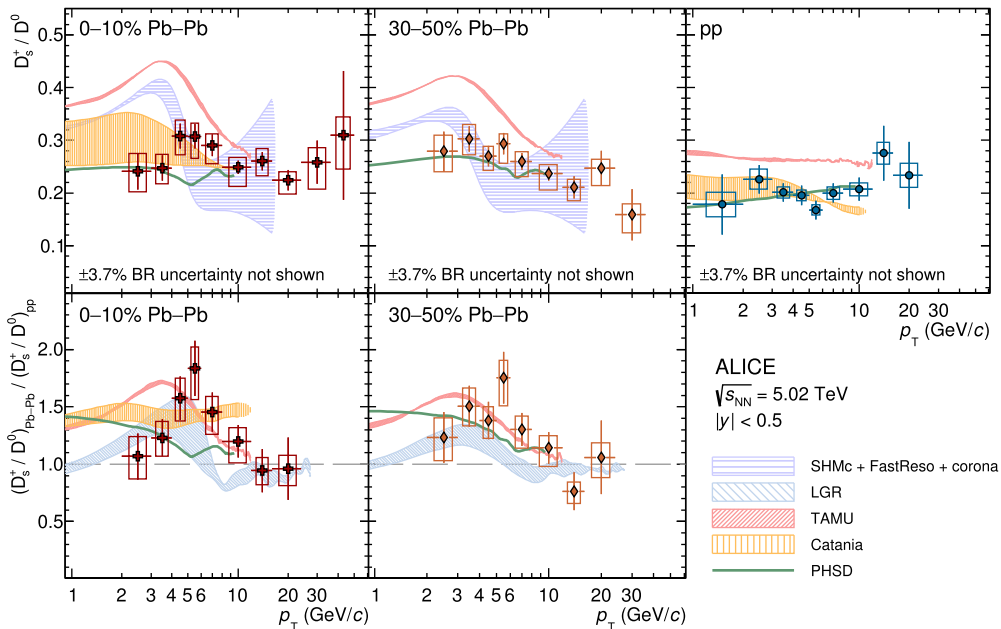 D_s^+ / D^0
0.5
0.4
0.3
0.2
0.1
0–10% Pb–Pb
±3.7% BR uncertainty not shown
30–50% Pb–Pb
±3.7% BR uncertainty not shown
pp
±3.7% BR uncertainty not shown
1 2 3 4 5 10 20 30
p_T (GeV/c)
(D_s^+ / D^0)_Pb–Pb / (D_s^+ / D^0)_pp
2.0
1.5
1.0
0.5
0–10% Pb–Pb
1 2 3 4 5 6 10 20 30
p_T (GeV/c)
30–50% Pb–Pb
1 2 3 4 5 6 10 20 30
p_T (GeV/c)
ALICE
√s_NN = 5.02 TeV
|y| < 0.5
SHMc + FastReso + corona
LGR
TAMU
Catania
PHSD